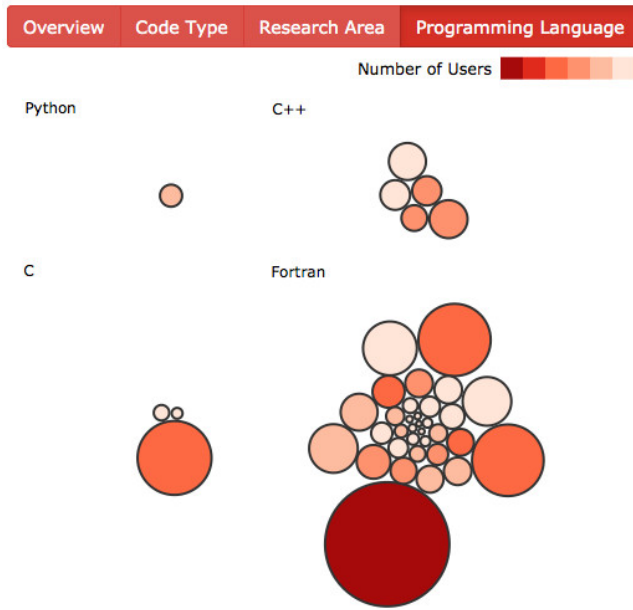 Overview Code Type Research Area Programming Language
Number of Users
Python C++
C Fortran